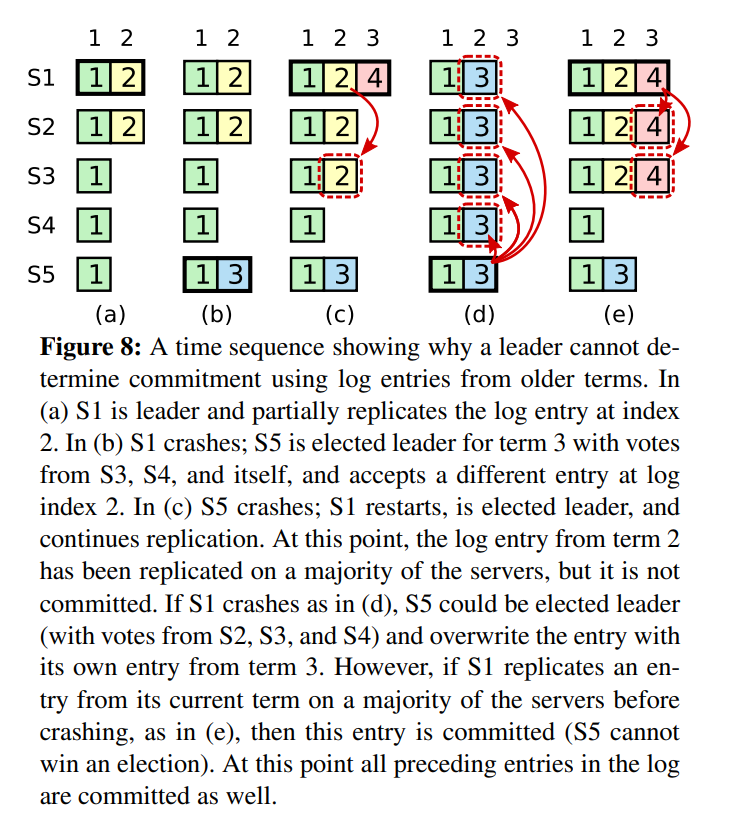 1 2 1 2 1 2 3 1 2 3 1 2 3
S1 1 2 1 2 1 2 4 1 3 1 2 4
S2 1 2 1 2 1 2 1 3 1 2 4
S3 1 1 1 2 1 3 1 2 4
S4 1 1 1 1 3 1
S5 1 1 3 1 3 1 3 1 3
(a) (b) (c) (d) (e)
Figure 8: A time sequence showing why a leader cannot de-
termine commitment using log entries from older terms. In
(a) S1 is leader and partially replicates the log entry at index
2. In (b) S1 crashes; S5 is elected leader for term 3 with votes
from S3, S4, and itself, and accepts a different entry at log
index 2. In (c) S5 crashes; S1 restarts, is elected leader, and
continues replication. At this point, the log entry from term 2
has been replicated on a majority of the servers, but it is not
committed. If S1 crashes as in (d), S5 could be elected leader
(with votes from S2, S3, and S4) and overwrite the entry with
its own entry from term 3. However, if S1 replicates an en-
try from its current term on a majority of the servers before
crashing, as in (e), then this entry is committed (S5 cannot
win an election). At this point all preceding entries in the log
are committed as well.